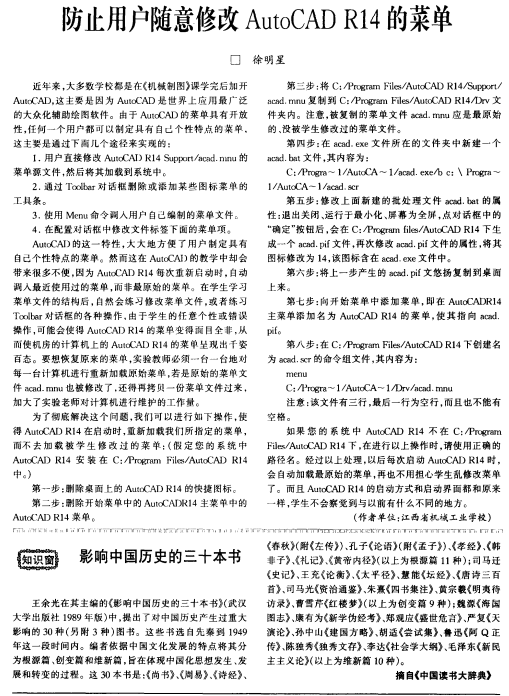 防止用户随意修改 AutoCAD R14 的菜单
□ 徐明星
近年来,大多数学校都是在《机械制图》课学完后加开
AutoCAD,这主要是因为 AutoCAD 是世界上应用最广泛
的大众化辅助绘图软件。由于 AutoCAD 的菜单具有开放
性,任何一个用户都可以制定具有自己个性特点的菜单,
这主要是通过下面几个途径来实现的:
1. 用户直接修改 AutoCAD R14 Support/acad.mnu 的
菜单源文件,然后将其加载到系统中。
2. 通过 Toolbar 对话框删除或添加某些图标菜单的
工具条。
3. 使用 Menu 命令调入用户自己编制的菜单文件。
4. 在配置对话框中修改文件标签下面的菜单项。
AutoCAD 的这一特性,大大地方便了用户制定具有
自己个性特点的菜单。然而这在 AutoCAD 的教学中却会
带来很多不便,因为 AutoCAD R14 每次重新启动时,自动
调入最近使用过的菜单,而非最原始的菜单。在学生学习
菜单文件的结构后,自然会练习修改菜单文件,或者练习
Toolbar 对话框的各种操作,由于学生的任意个性或错误
操作,可能会使得 AutoCAD R14 的菜单变得面目全非,从
而使机房的计算机上的 AutoCAD R14 的菜单呈现出千姿
百态。要想恢复原来的菜单,实验教师必须一台一台地对
每一台计算机进行重新加载原始菜单,若是原始的菜单文
件 acad.mnu 也被修改了,还得再拷贝一份菜单文件过来,
加大了实验老师对计算机进行维护的工作量。
为了彻底解决这个问题,我们可以进行如下操作,使
得 AutoCAD R14 在启动时,重新加载我们所指定的菜单,
而不去加载被学生修改过的菜单:(假定您的系统中
AutoCAD R14 安装在 C:/Program Files/AutoCAD R14
中。)
第一步:删除桌面上的 AutoCAD R14 的快捷图标。
第二步:删除开始菜单中的 AutoCADR14 主菜单中的
AutoCAD R14 菜单。
第三步:将 C:/Program Files/AutoCAD R14/Support/
acad.mnu 复制到 C:/Program Files/AutoCAD R14/Drv 文
件夹内。注意,被复制的菜单文件 acad.mnu 应是最原始
的、没被学生修改过的菜单文件。
第四步:在 acad.exe 文件所在的文件夹中新建一个
acad.bat 文件,其内容为:
C:/Progra～1/AutoCA～1/acad.exe/b c:\ Progra～
1/AutoCA～1/acad.scr
第五步:修改上面新建的批处理文件 acad.bat 的属
性:退出关闭、运行于最小化、屏幕为全屏,点对话框中的
“确定”按钮后,会在 C:/Program files/AutoCAD R14 下生
成一个 acad.pif 文件,再次修改 acad.pif 文件的属性,将其
图标修改为 14,该图标含在 acad.exe 文件中。
第六步:将上一步产生的 acad.pif 文悠扬复制到桌面
上来。
第七步:向开始菜单中添加菜单,即在 AutoCADR14
主菜单添加名为 AutoCAD R14 的菜单,使其指向 acad.
pif。
第八步:在 C:/Program Files/AutoCAD R14 下创建名
为 acad.scr 的命令组文件,其内容为:
menu
C:/Progra～1/AutoCA～1/Drv/acad.mnu
注意:该文件有三行,最后一行为空行,而且也不能有
空格。
如果您的系统中 AutoCAD R14 不在 C:/Program
Files/AutoCAD R14 下,在进行以上操作时,请使用正确的
路径名。经过以上处理,以后每次启动 AutoCAD R14 时,
会自动加载最原始的菜单,再也不用担心学生乱修改菜单
了。而且 AutoCAD R14 的启动方式和启动界面都和原来
一样,学生不会察觉到与以前有什么不同的地方。
(作者单位:江西省机械工业学校)
知识窗
影响中国历史的三十本书
王余光在其主编的《影响中国历史的三十本书》(武汉
大学出版社 1989 年版)中,提出了对中国历史产生过重大
影响的 30 种(另附 3 种)图书。这些书选自先秦到 1949
年这一段时间内。编者依据中国文化发展的特点将其分
为根源篇、创变篇和维新篇,旨在体现中国化思想发生、发
展和转变的过程。这 30 本书是:《尚书》、《周易》、《诗经》、
《春秋》(附《左传》)、孔子《论语》(附《孟子》)、《孝经》、《韩
非子》、《礼记》、《黄帝内径》(以上为根源篇 11 种);司马迁
《史记》、王充《论衡》、《太平径》、慧能《坛经》、《唐诗三百
首》、司马光《资治通鉴》、朱熹《四书集注》、黄宗羲《明夷待
访录》、曹雪芹《红楼梦》(以上为创变篇 9 种);魏源《海国
图志》、康有为《新学伪经考》、郑观应《盛世危言》、严复《天
演论》、孙中山《建国方略》、胡适《尝试集》、鲁迅《阿 Q 正
传》、陈独秀《独秀文存》、李达《社会学大纲》、毛泽东《新民
主主义论》(以上为维新篇 10 种)。
摘自《中国读书大辞典》